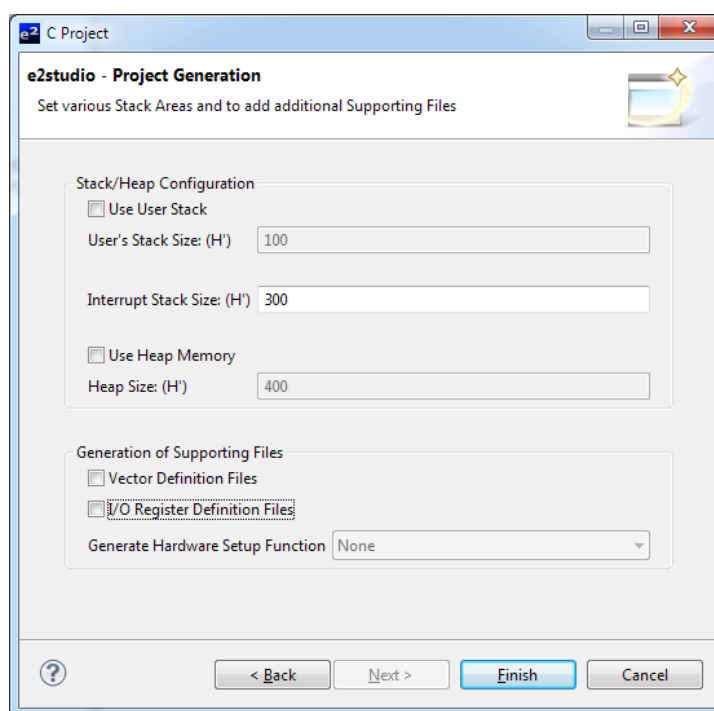 e² C Project
e2studio - Project Generation
Set various Stack Areas and to add additional Supporting Files
Stack/Heap Configuration
Use User Stack
User's Stack Size: (H') 100
Interrupt Stack Size: (H') 300
Use Heap Memory
Heap Size: (H') 400
Generation of Supporting Files
Vector Definition Files
I/O Register Definition Files
Generate Hardware Setup Function None
? < Back Next > Finish Cancel